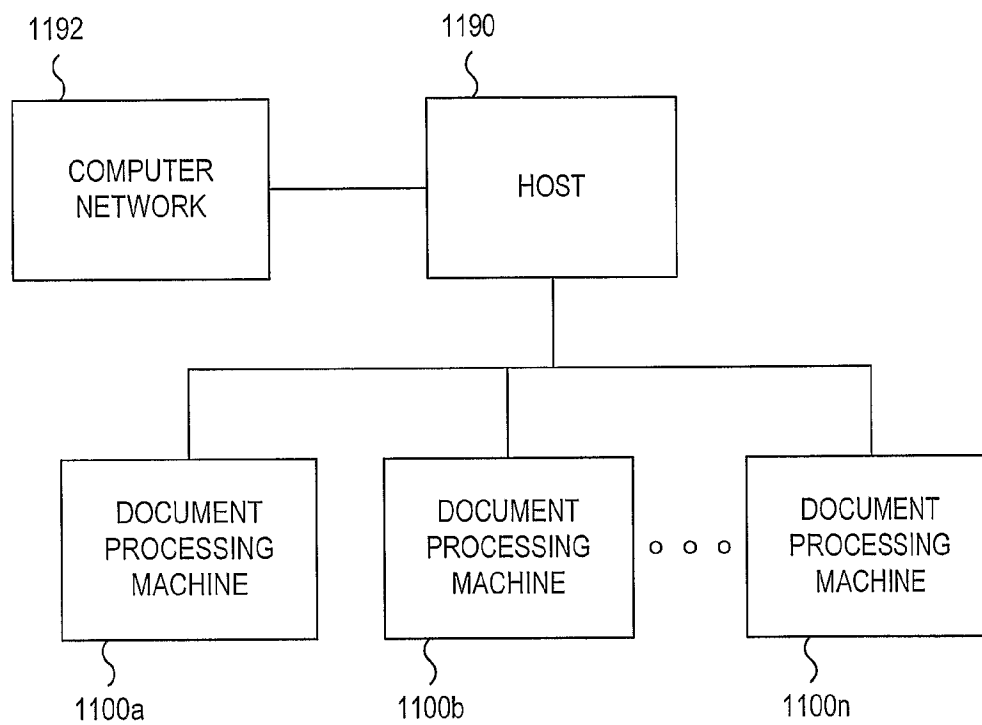 1192
1190
COMPUTER
NETWORK
HOST
DOCUMENT
PROCESSING
MACHINE
DOCUMENT
PROCESSING
MACHINE
DOCUMENT
PROCESSING
MACHINE
1100a
1100b
1100n